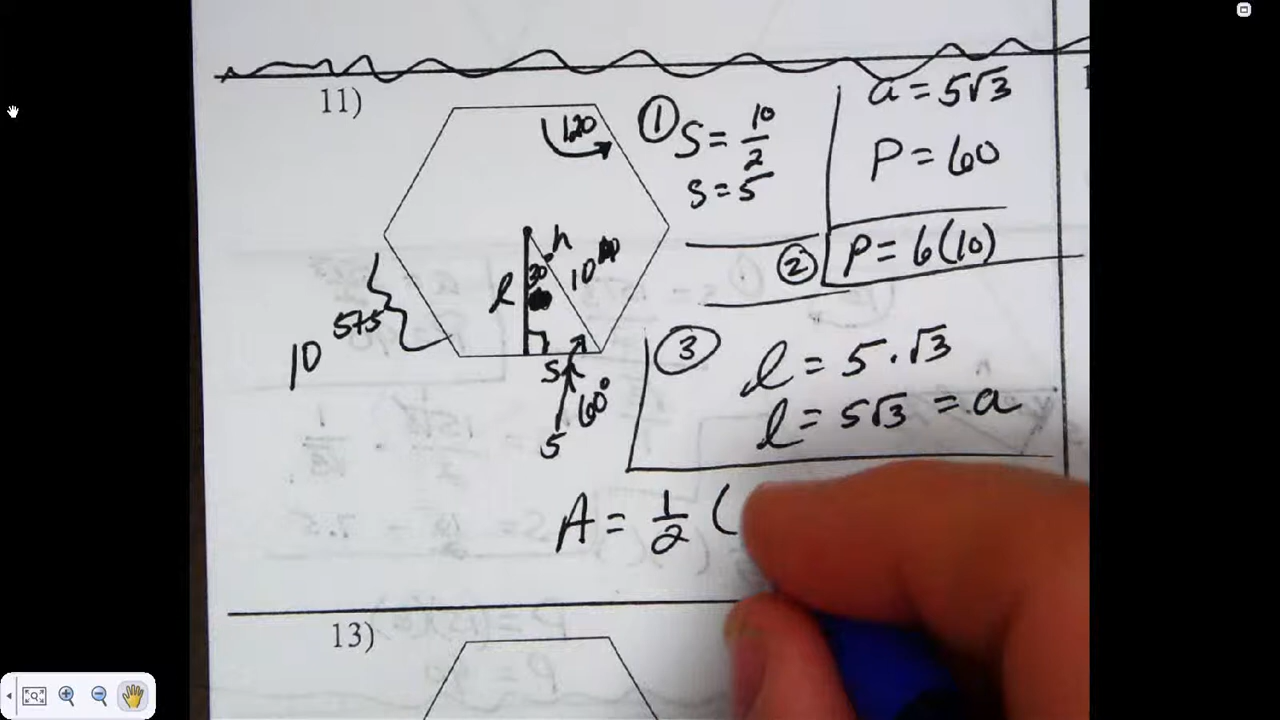 11)
120
① S = 10/2
s = 5
a = 5√3
P = 60
② P = 6(10)
h
30°
10
l
5+5
10
s
60°
5
③ l = 5·√3
l = 5√3 = a
A = 1/2 (
13)